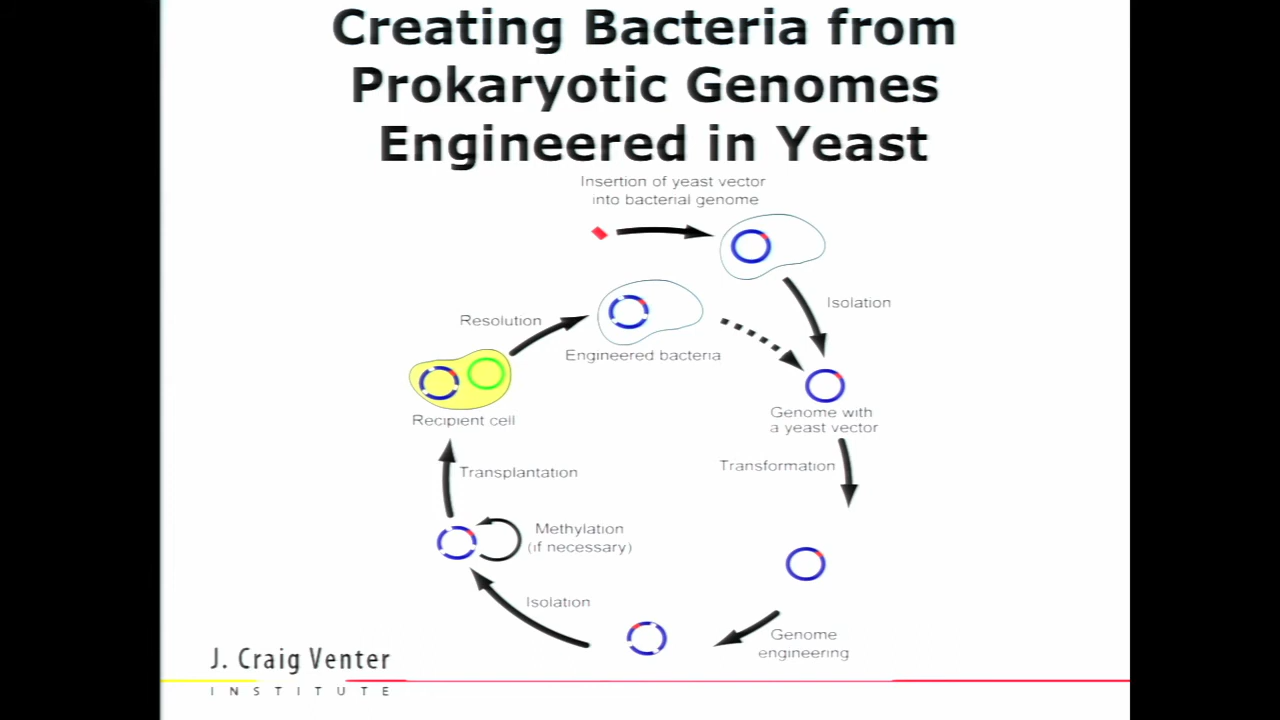 Creating Bacteria from
Prokaryotic Genomes
Engineered in Yeast
Insertion of yeast vector
into bacterial genome
Isolation
Resolution
Engineered bacteria
Recipient cell
Genome with
a yeast vector
Transformation
Transplantation
Methylation
(if necessary)
Isolation
Genome
engineering
J. Craig Venter
INSTITUTE